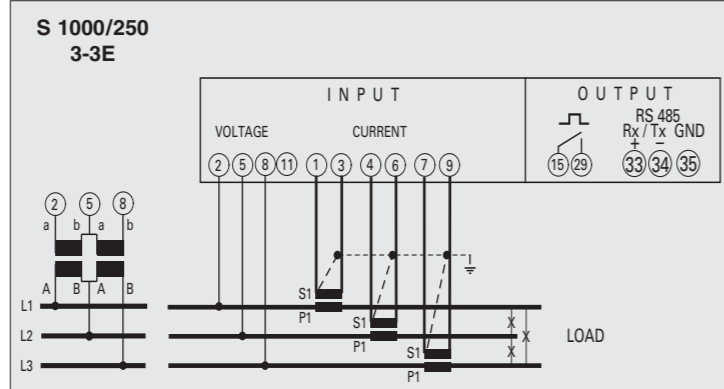 S 1000/250
3-3E
INPUT
OUTPUT
VOLTAGE
CURRENT
RS 485
Rx / Tx GND
+ −
2 5 8 11 1 3 4 6 7 9
15 29 33 34 35
2 5 8
a b a b
A B A B
L1
L2
L3
S1
P1
S1
P1
S1
P1
X
X
X
LOAD